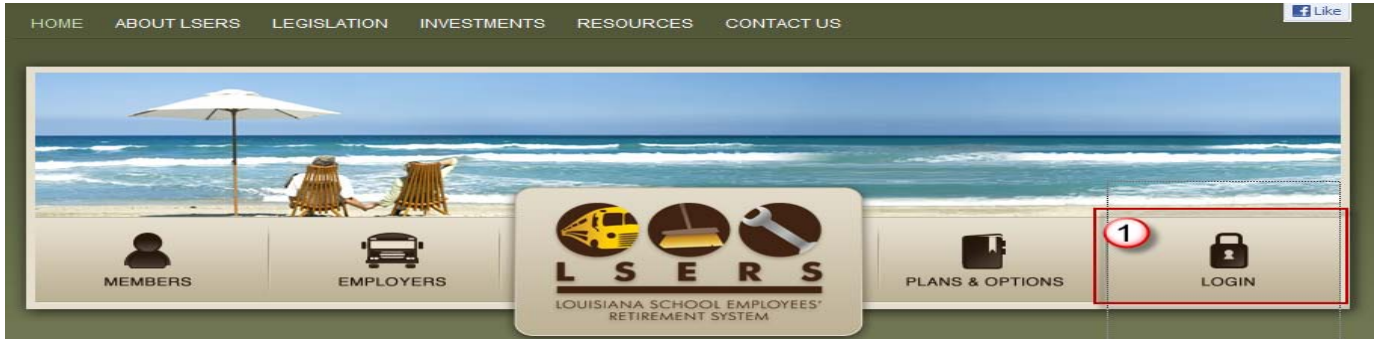 Like
HOME ABOUT LSERS LEGISLATION INVESTMENTS RESOURCES CONTACT US
MEMBERS EMPLOYERS PLANS & OPTIONS LOGIN
1
LSERS
LOUISIANA SCHOOL EMPLOYEES'
RETIREMENT SYSTEM